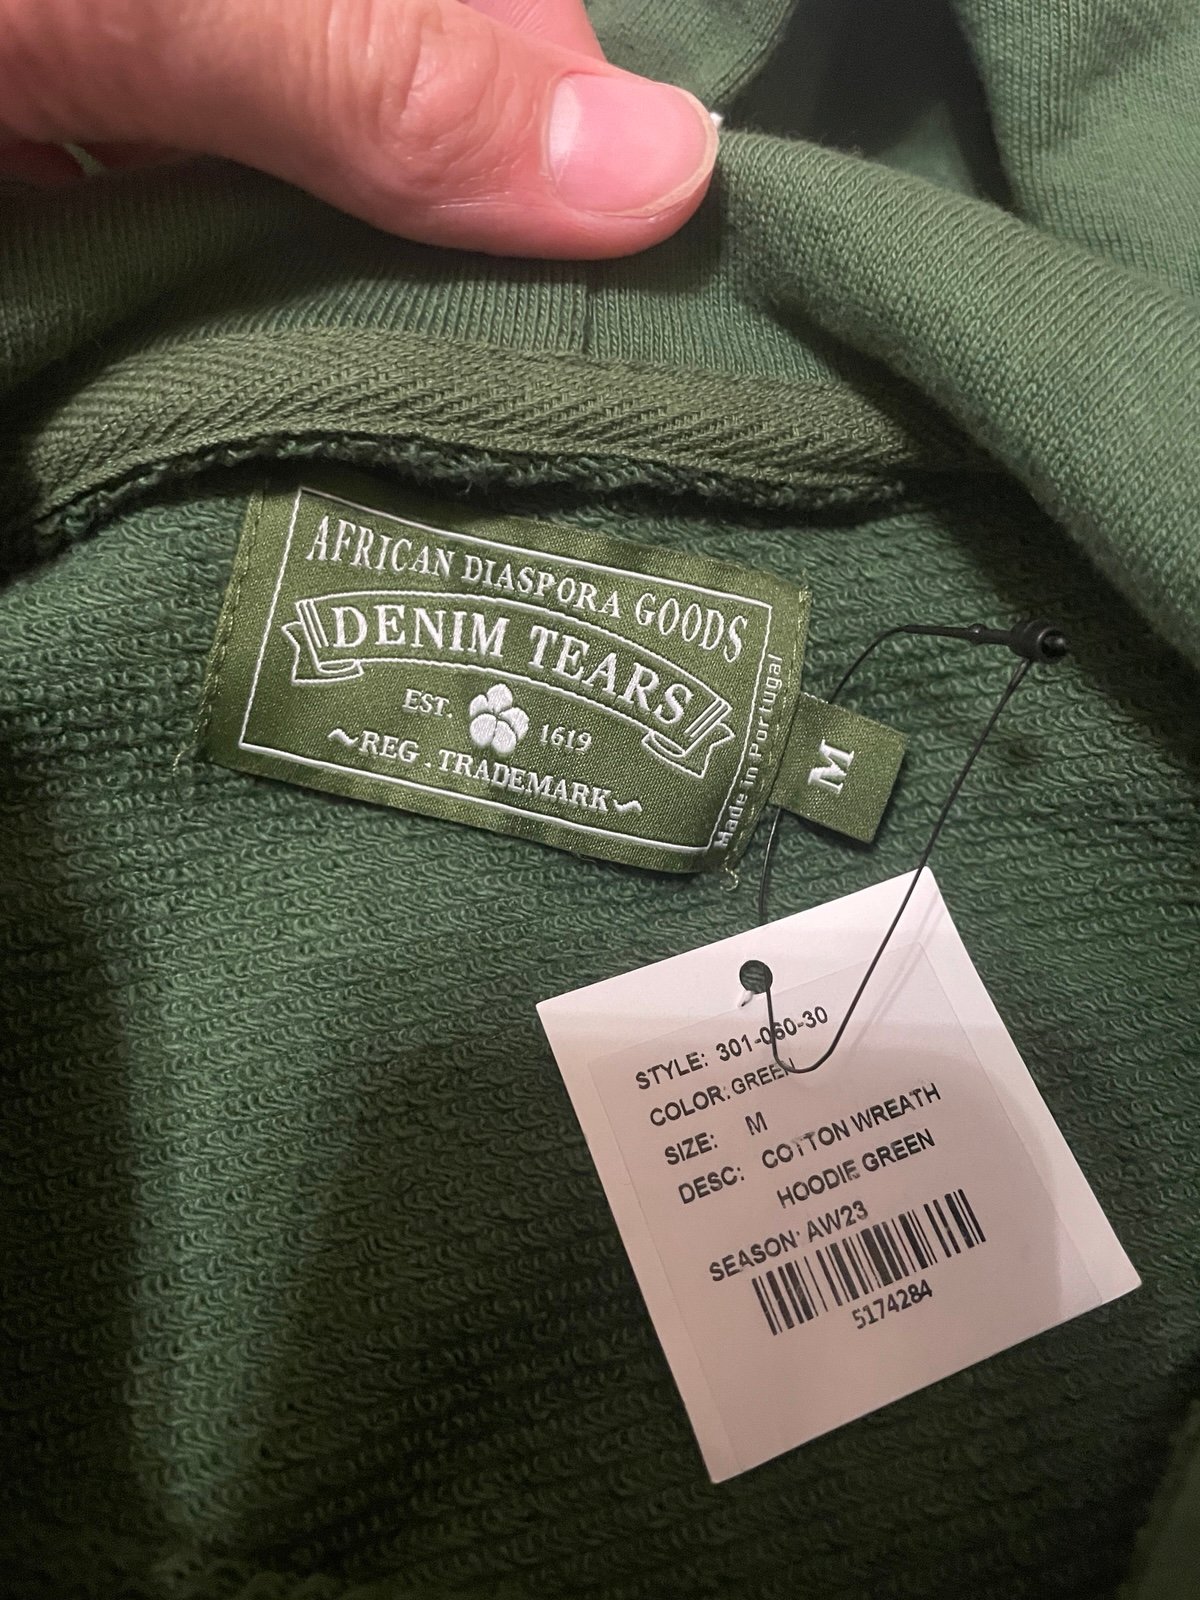 AFRICAN DIASPORA GOODS
DENIM TEARS
EST. 1619
~REG . TRADEMARK~
Made in Portugal
M
STYLE: 301-060-30
COLOR: GREEN
SIZE: M
DESC: COTTON WREATH
HOODIE GREEN
SEASON: AW23
5174284